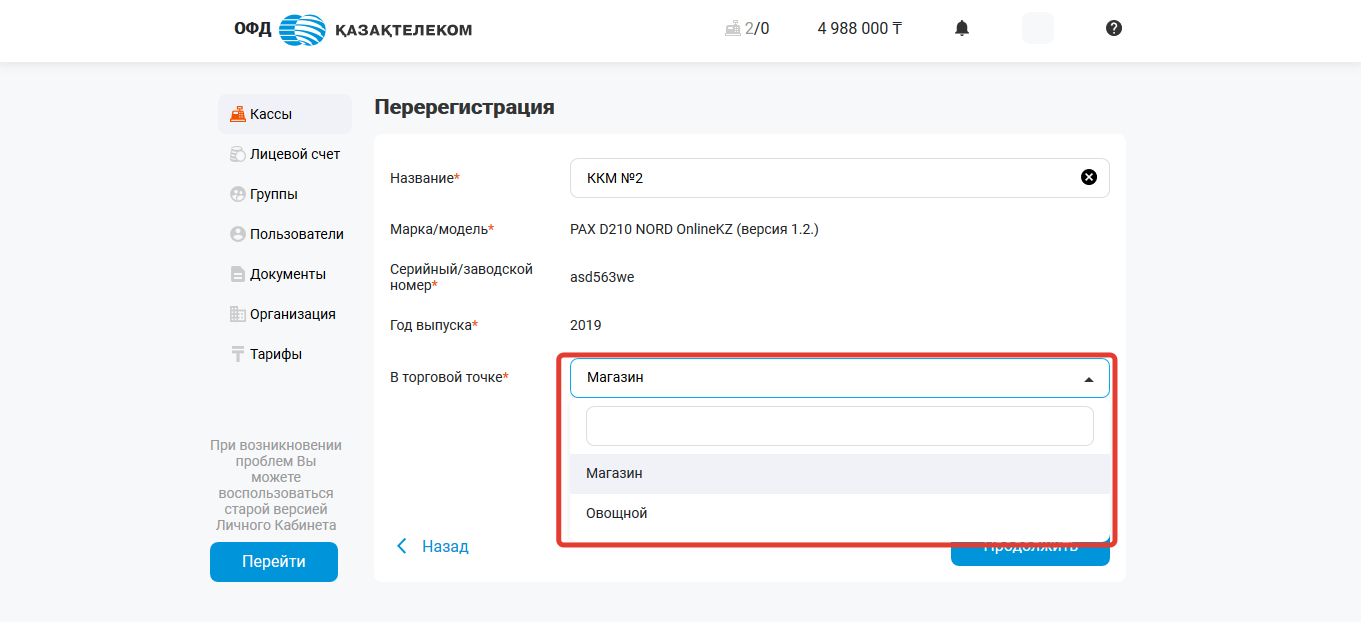 ОФД ҚАЗАҚТЕЛЕКОМ 2/0 4 988 000 ₸
Кассы
Лицевой счет
Группы
Пользователи
Документы
Организация
Тарифы
При возникновении
проблем Вы
можете
воспользоваться
старой версией
Личного Кабинета
Перейти
Перерегистрация
Название* ККМ №2
Марка/модель* PAX D210 NORD OnlineKZ (версия 1.2.)
Серийный/заводской
номер* asd563we
Год выпуска* 2019
В торговой точке* Магазин
Магазин
Овощной
Назад Продолжить